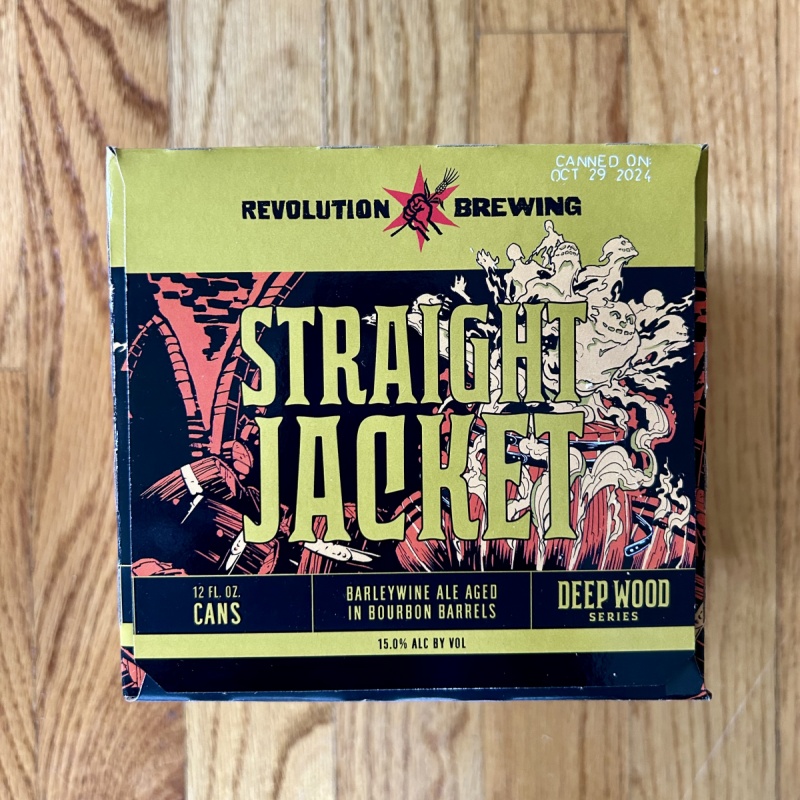 CANNED ON:
OCT 29 2024
REVOLUTION BREWING
STRAIGHT
JACKET
12 FL. OZ.
CANS
BARLEYWINE ALE AGED
IN BOURBON BARRELS
DEEP WOOD
SERIES
15.0% ALC BY VOL